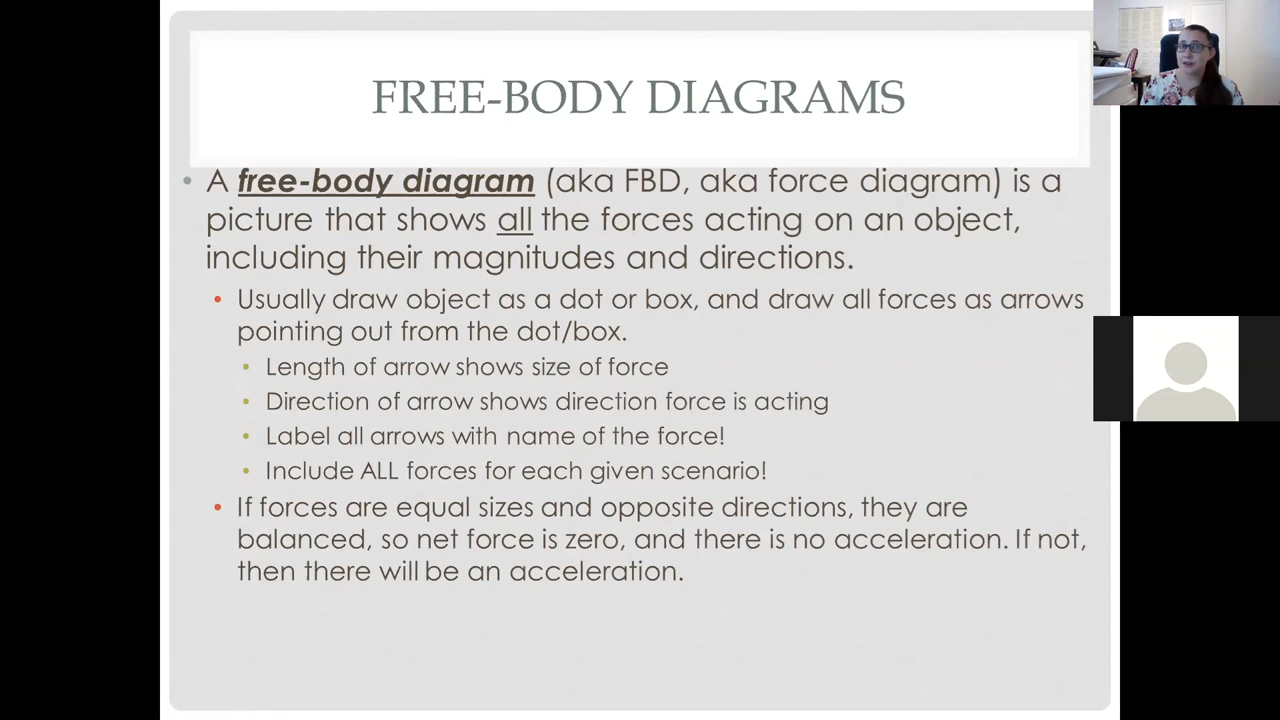 FREE-BODY DIAGRAMS
• A free-body diagram (aka FBD, aka force diagram) is a
picture that shows all the forces acting on an object,
including their magnitudes and directions.
• Usually draw object as a dot or box, and draw all forces as arrows
pointing out from the dot/box.
• Length of arrow shows size of force
• Direction of arrow shows direction force is acting
• Label all arrows with name of the force!
• Include ALL forces for each given scenario!
• If forces are equal sizes and opposite directions, they are
balanced, so net force is zero, and there is no acceleration. If not,
then there will be an acceleration.